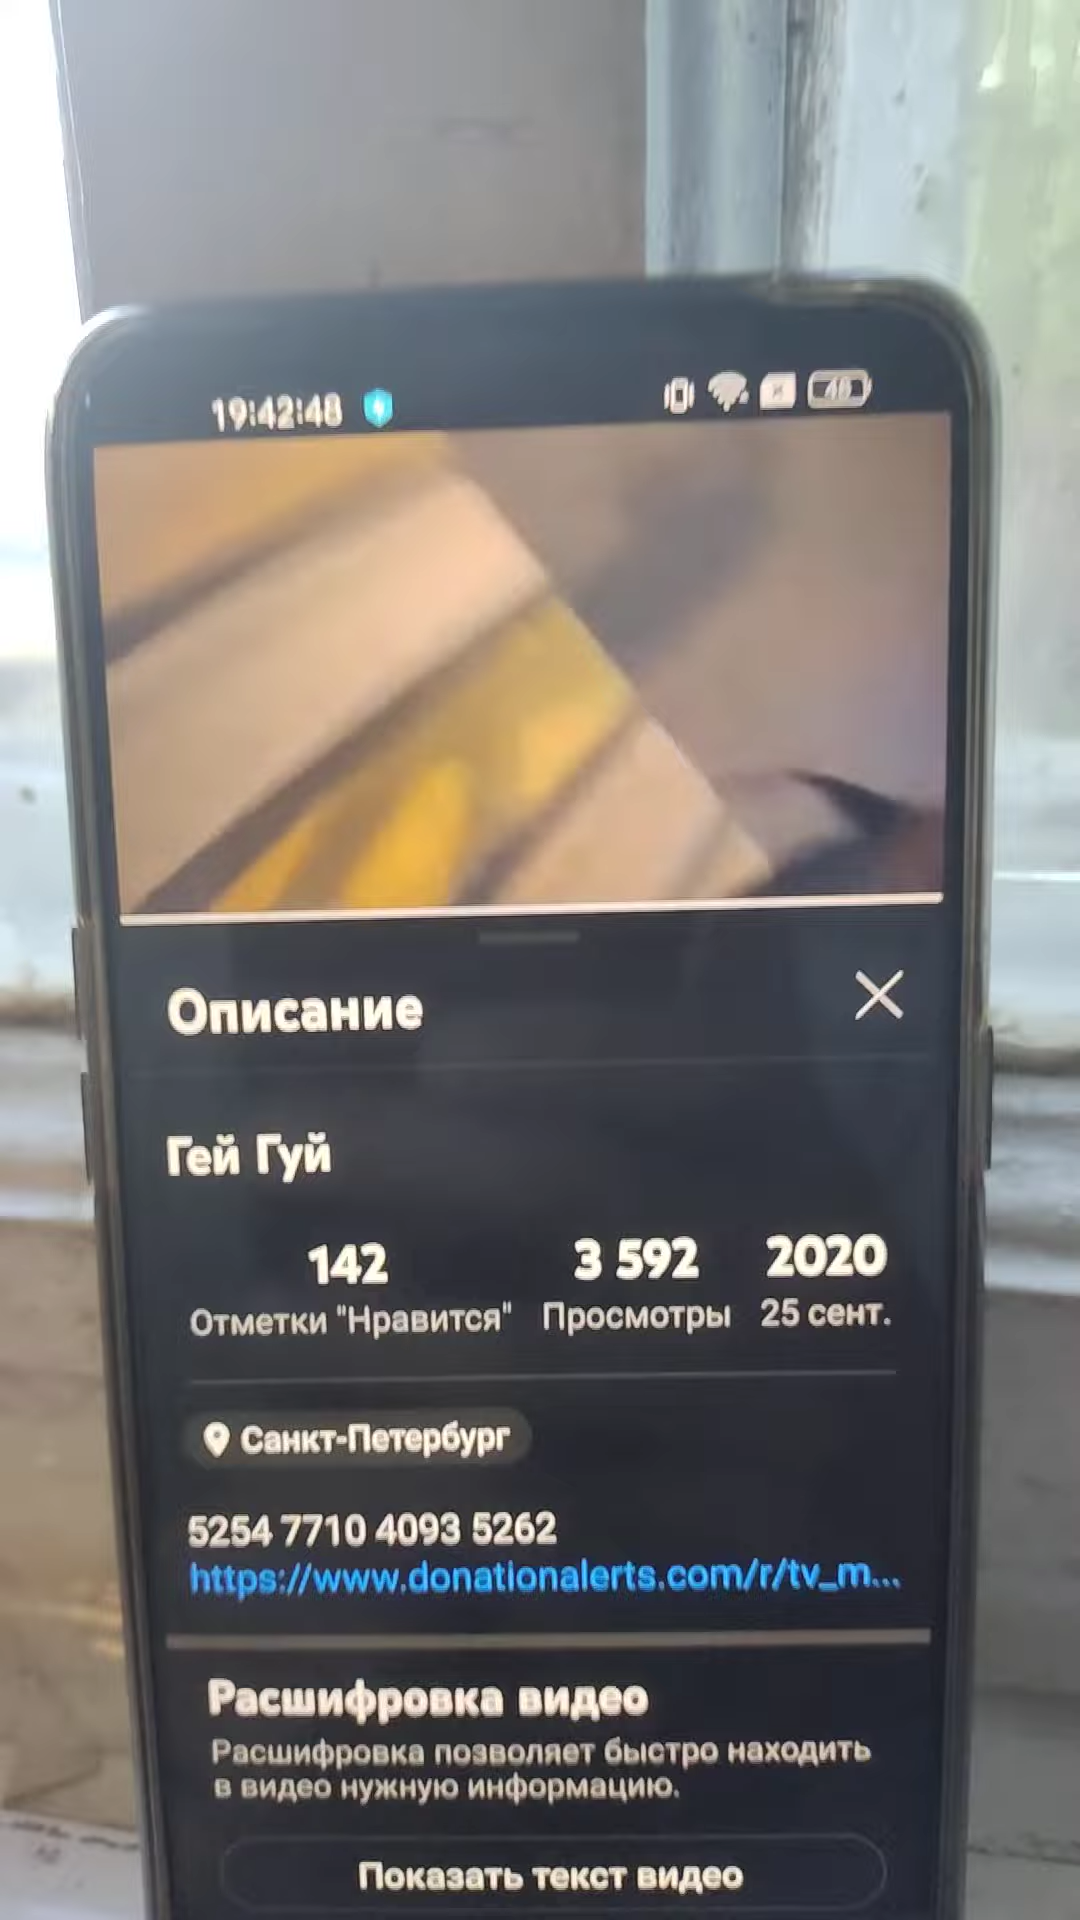 19:42:48
48
Описание
Гей Гуй
142 3 592 2020
Отметки "Нравится" Просмотры 25 сент.
Санкт-Петербург
5254 7710 4093 5262
https://www.donationalerts.com/r/tv_m...
Расшифровка видео
Расшифровка позволяет быстро находить
в видео нужную информацию.
Показать текст видео